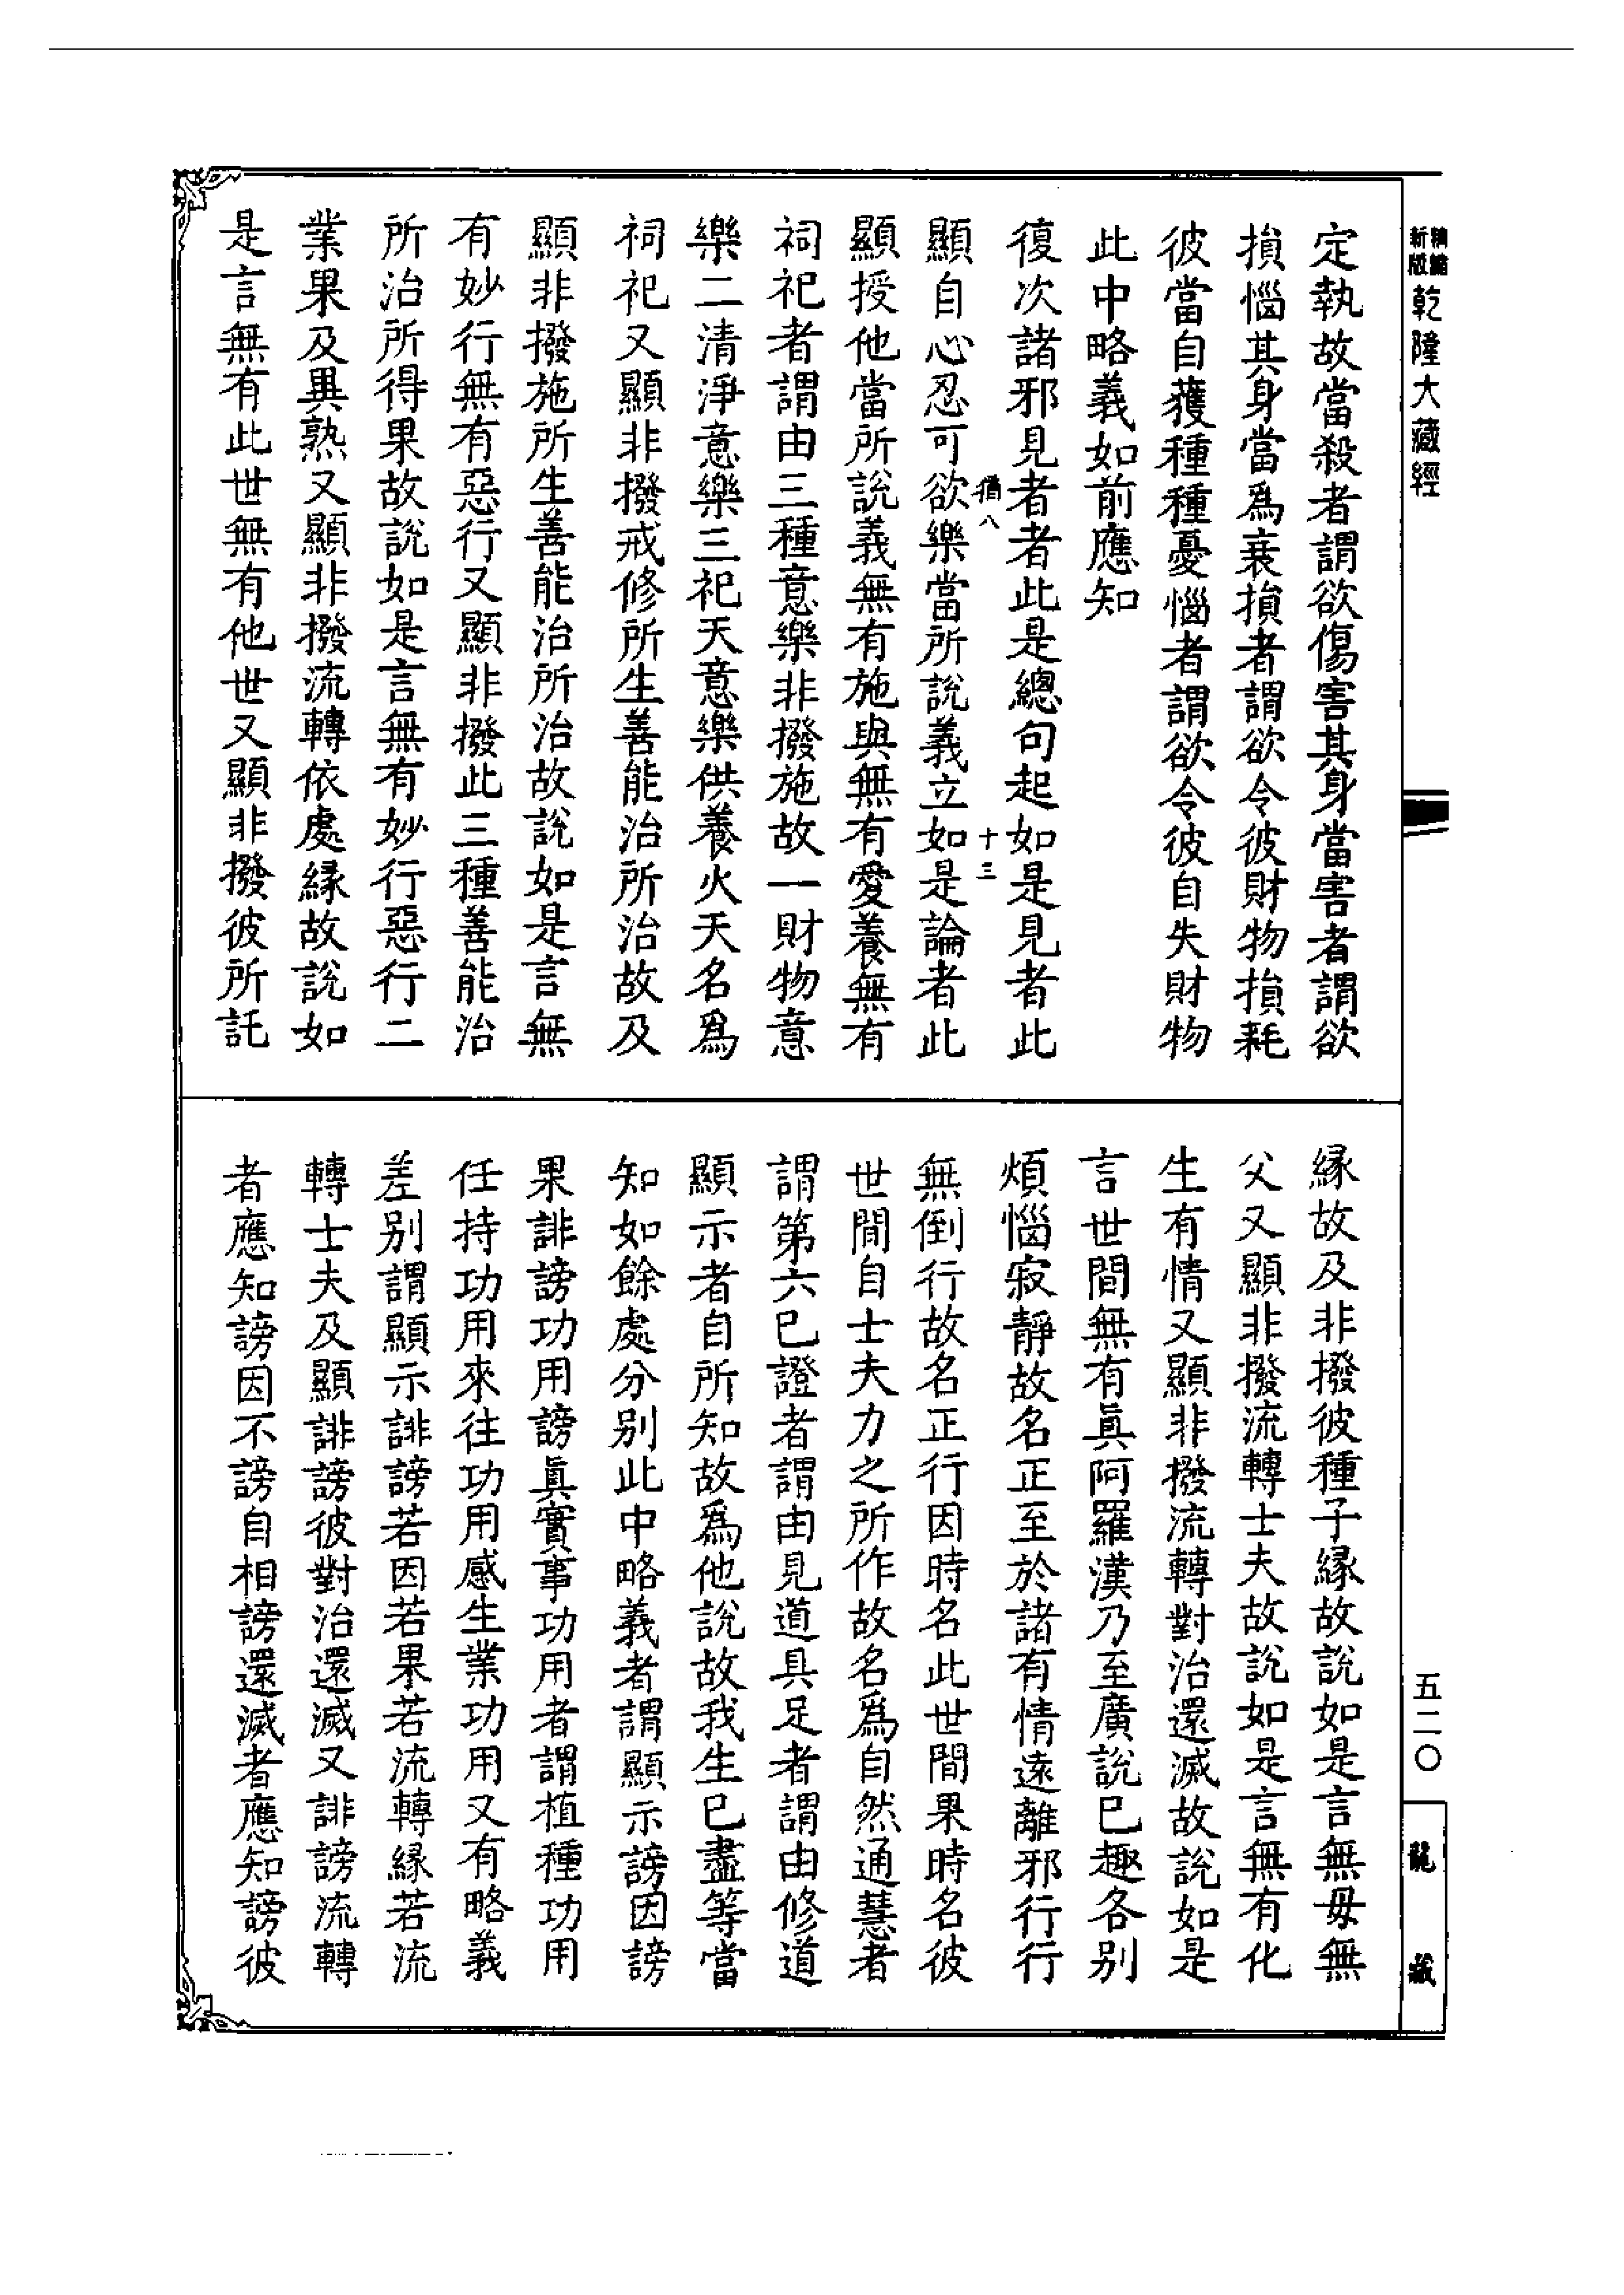 新版精縮乾隆大藏經
定執故當殺者謂欲傷害其身當害者謂欲
損惱其身當爲衰損者謂欲令彼財物損耗
彼當自獲種種憂惱者謂欲令彼自失財物
此中略義如前應知
復次諸邪見者者此是總句起如是見者此
十三
顯自心忍可欲樂當所說義立如是論者此
顯授他當所說義無有施與無有愛養無有
祠祀者謂由三種意樂非撥施故一財物意
樂二清淨意樂三祀天意樂供養火天名爲
祠祀又顯非撥戒修所生善能治所治故及
顯非撥施所生善能治所治故說如是言無
有妙行無有惡行又顯非撥此三種善能治
所治所得果故說如是言無有妙行惡行二
業果及異熟又顯非撥流轉依處緣故說如
是言無有此世無有他世又顯非撥彼所託
緣故及非撥彼種子緣故說如是言無母無
父又顯非撥流轉士夫故說如是言無有化
生有情又顯非撥流轉對治還滅故說如是
言世間無有眞阿羅漢乃至廣說已趣各別
煩惱寂靜故名正至於諸有情遠離邪行行
無倒行故名正行因時名此世間果時名彼
世間自士夫力之所作故名爲自然通慧者
謂第六已證者謂由見道具足者謂由修道
顯示者自所知故爲他說故我生已盡等當
知如餘處分別此中略義者謂顯示謗因謗
果誹謗功用謗眞實事功用者謂植種功用
任持功用來往功用感生業功用又有略義
差別謂顯示誹謗若因若果若流轉緣若流
轉士夫及顯誹謗彼對治還滅又誹謗流轉
者應知謗因不謗自相謗還滅者應知謗彼
五二〇
龍藏